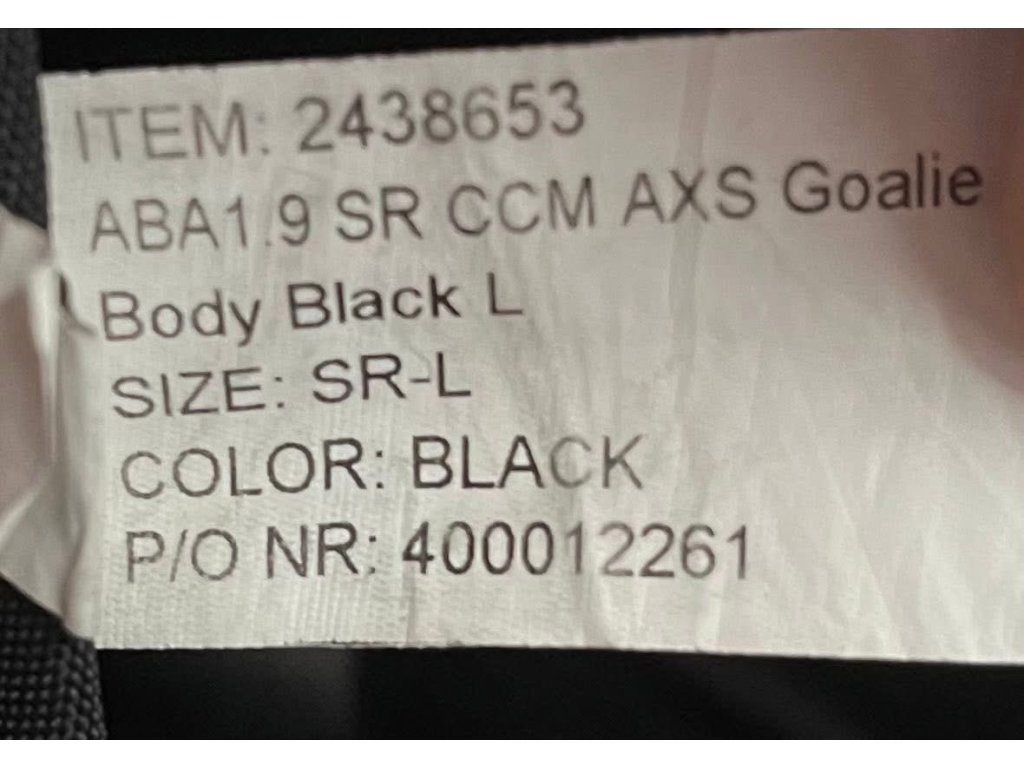 ITEM: 2438653
ABA1.9 SR CCM AXS Goalie
Body Black L
SIZE: SR-L
COLOR: BLACK
P/O NR: 400012261